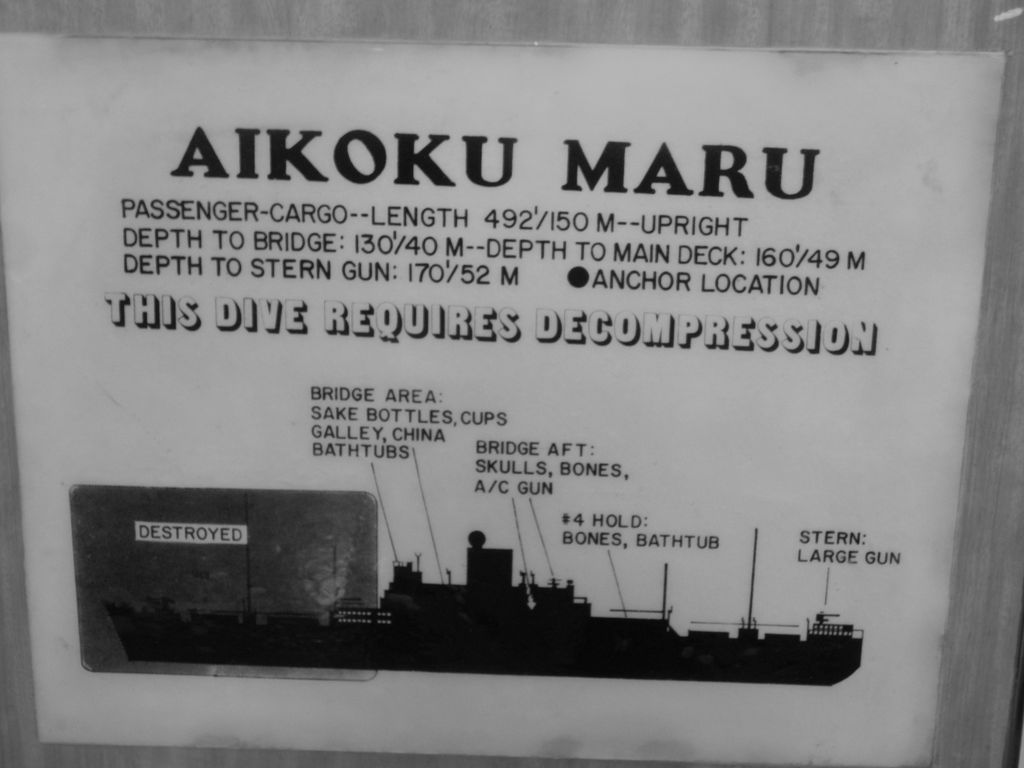 AIKOKU MARU
PASSENGER-CARGO--LENGTH 492'/150 M--UPRIGHT
DEPTH TO BRIDGE: 130'/40 M--DEPTH TO MAIN DECK: 160'/49 M
DEPTH TO STERN GUN: 170'/52 M ●ANCHOR LOCATION
THIS DIVE REQUIRES DECOMPRESSION
BRIDGE AREA:
SAKE BOTTLES, CUPS
GALLEY, CHINA
BATHTUBS
BRIDGE AFT:
SKULLS, BONES,
A/C GUN
#4 HOLD:
BONES, BATHTUB
STERN:
LARGE GUN
DESTROYED